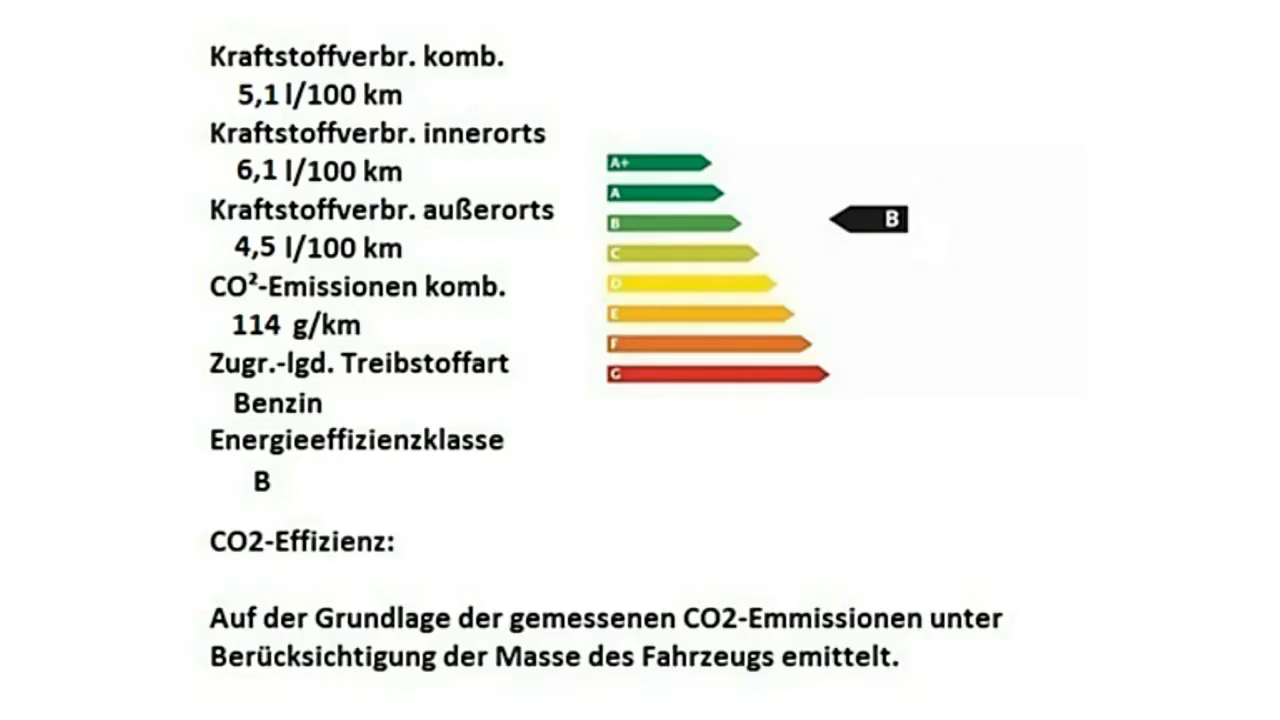 Kraftstoffverbr. komb.
5,1 l/100 km
Kraftstoffverbr. innerorts
6,1 l/100 km
Kraftstoffverbr. außerorts
4,5 l/100 km
CO²-Emissionen komb.
114 g/km
Zugr.-lgd. Treibstoffart
Benzin
Energieeffizienzklasse
B
A+
A
B
C
D
E
F
G
B
CO2-Effizienz:
Auf der Grundlage der gemessenen CO2-Emmissionen unter
Berücksichtigung der Masse des Fahrzeugs emittelt.